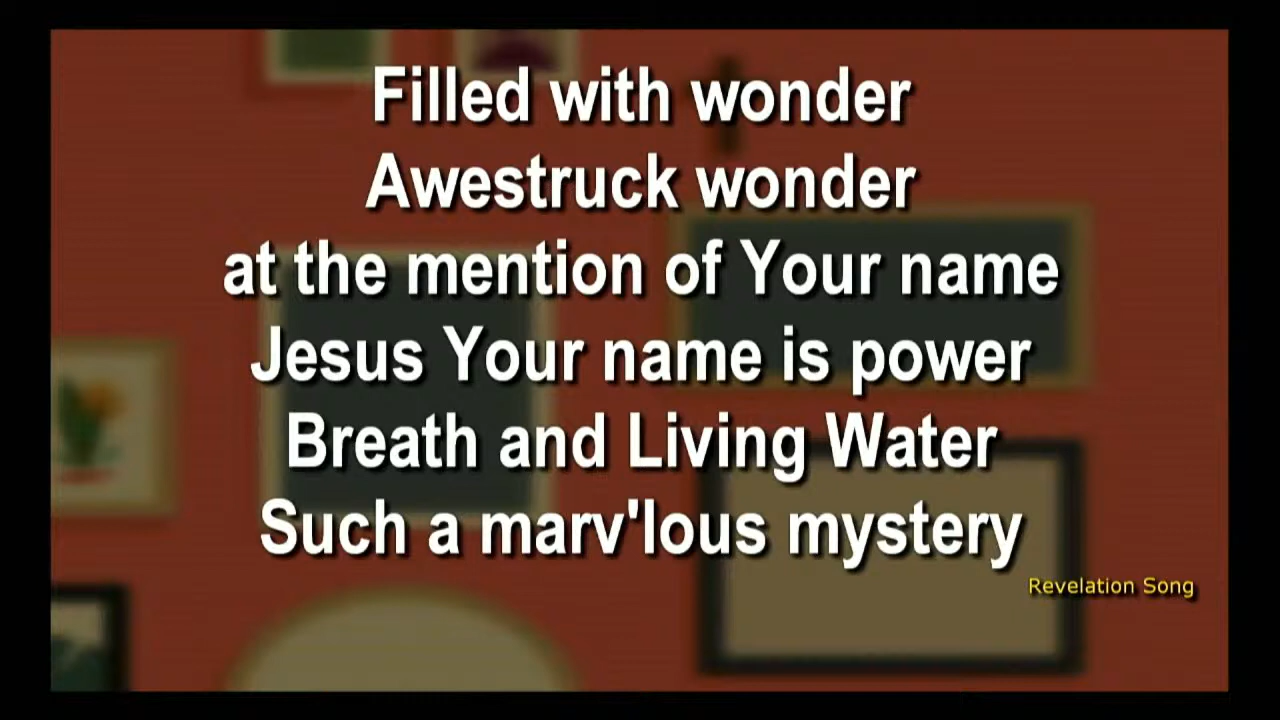 Filled with wonder
Awestruck wonder
at the mention of Your name
Jesus Your name is power
Breath and Living Water
Such a marv'lous mystery
Revelation Song